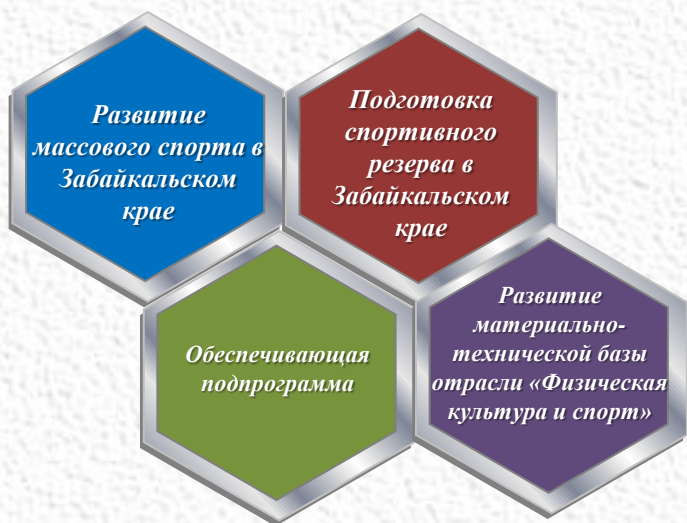 Развитие
массового спорта в
Забайкальском
крае
Подготовка
спортивного
резерва в
Забайкальском
крае
Обеспечивающая
подпрограмма
Развитие
материально-
технической базы
отрасли «Физическая
культура и спорт»